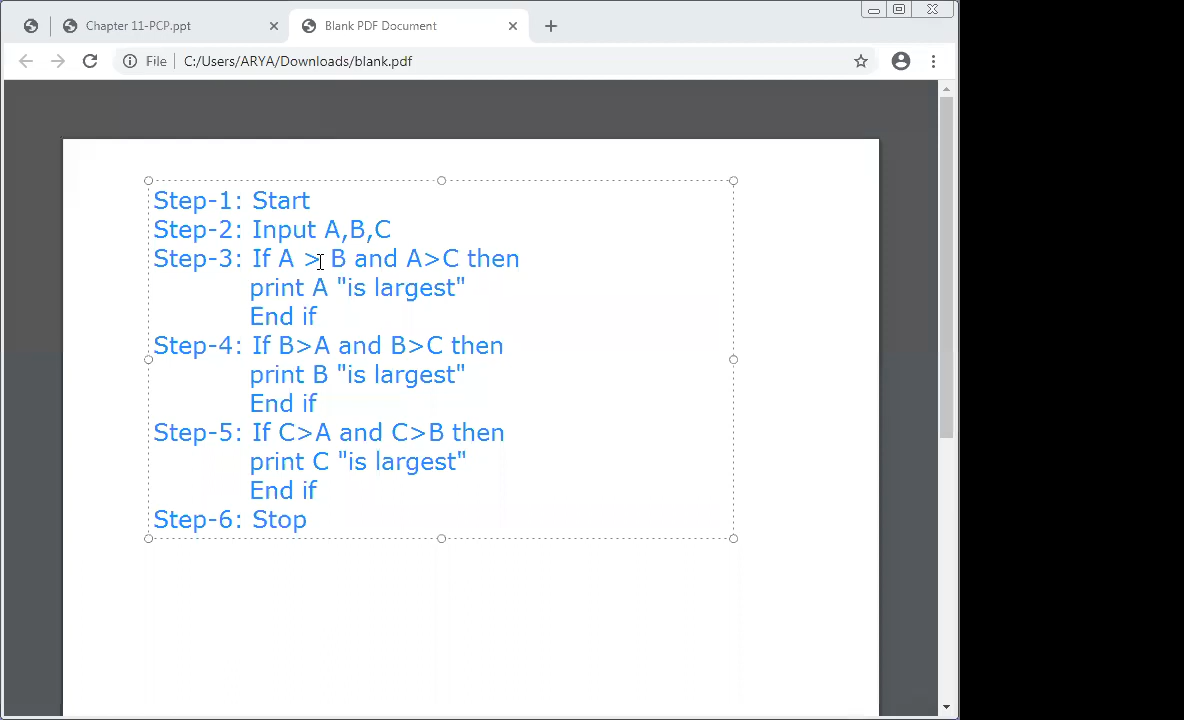 Chapter 11-PCP.ppt
Blank PDF Document
File
C:/Users/ARYA/Downloads/blank.pdf
Step-1: Start
Step-2: Input A,B,C
Step-3: If A > B and A>C then
print A "is largest"
End if
Step-4: If B>A and B>C then
print B "is largest"
End if
Step-5: If C>A and C>B then
print C "is largest"
End if
Step-6: Stop